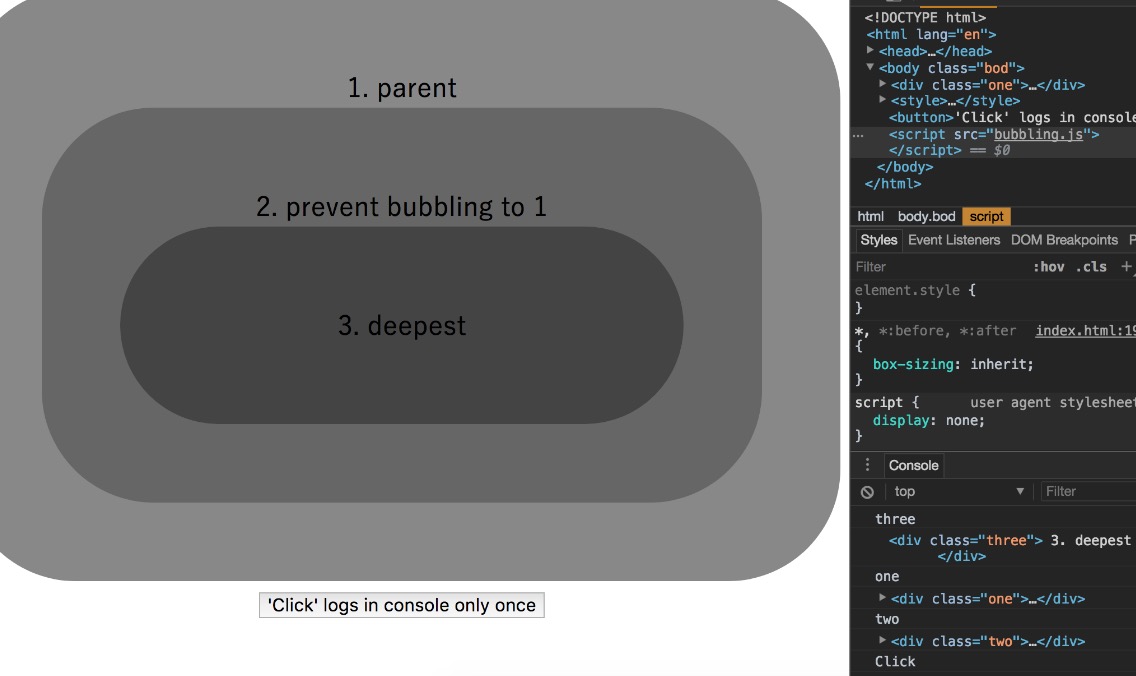 1. parent
2. prevent bubbling to 1
3. deepest
'Click' logs in console only once
<!DOCTYPE html>
<html lang="en">
<head>…</head>
<body class="bod">
<div class="one">…</div>
<style>…</style>
<button>'Click' logs in console
… <script src="bubbling.js">
</script> == $0
</body>
</html>
html body.bod script
Styles Event Listeners DOM Breakpoints P
Filter :hov .cls +
element.style {
}
*, *:before, *:after index.html:19
{
box-sizing: inherit;
}
script { user agent stylesheet
display: none;
}
Console
top Filter
three
<div class="three"> 3. deepest
</div>
one
<div class="one">…</div>
two
<div class="two">…</div>
Click